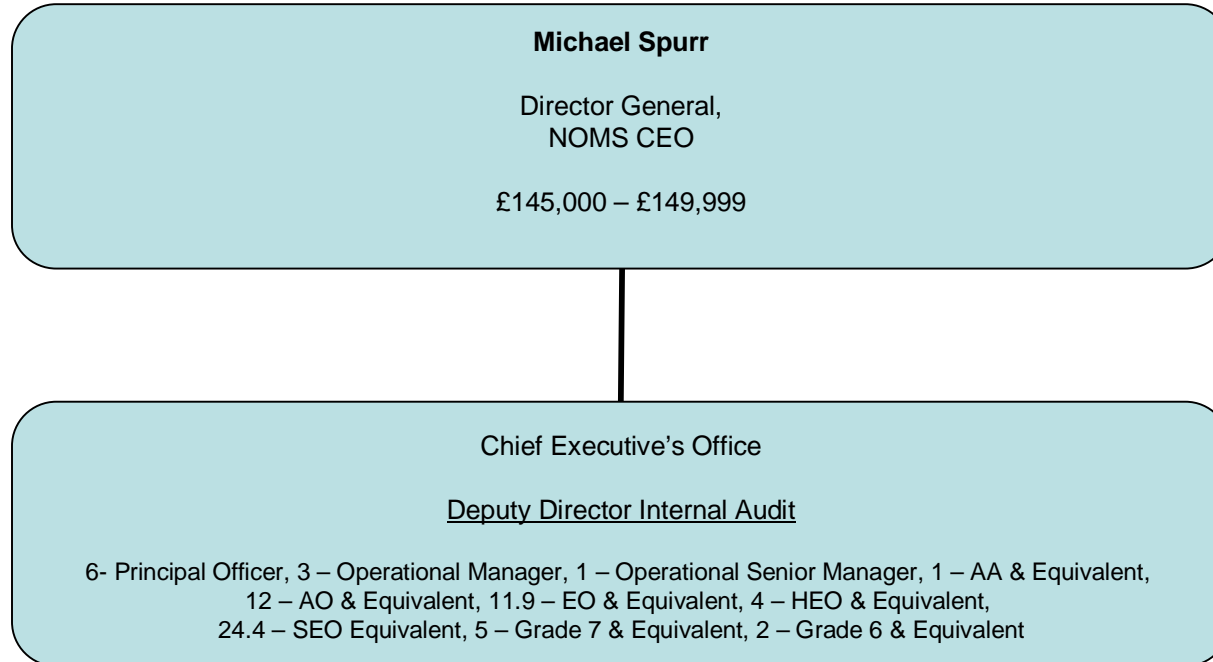 Michael Spurr
Director General,
NOMS CEO
£145,000 – £149,999
Chief Executive’s Office
Deputy Director Internal Audit
6- Principal Officer, 3 – Operational Manager, 1 – Operational Senior Manager, 1 – AA & Equivalent,
12 – AO & Equivalent, 11.9 – EO & Equivalent, 4 – HEO & Equivalent,
24.4 – SEO Equivalent, 5 – Grade 7 & Equivalent, 2 – Grade 6 & Equivalent